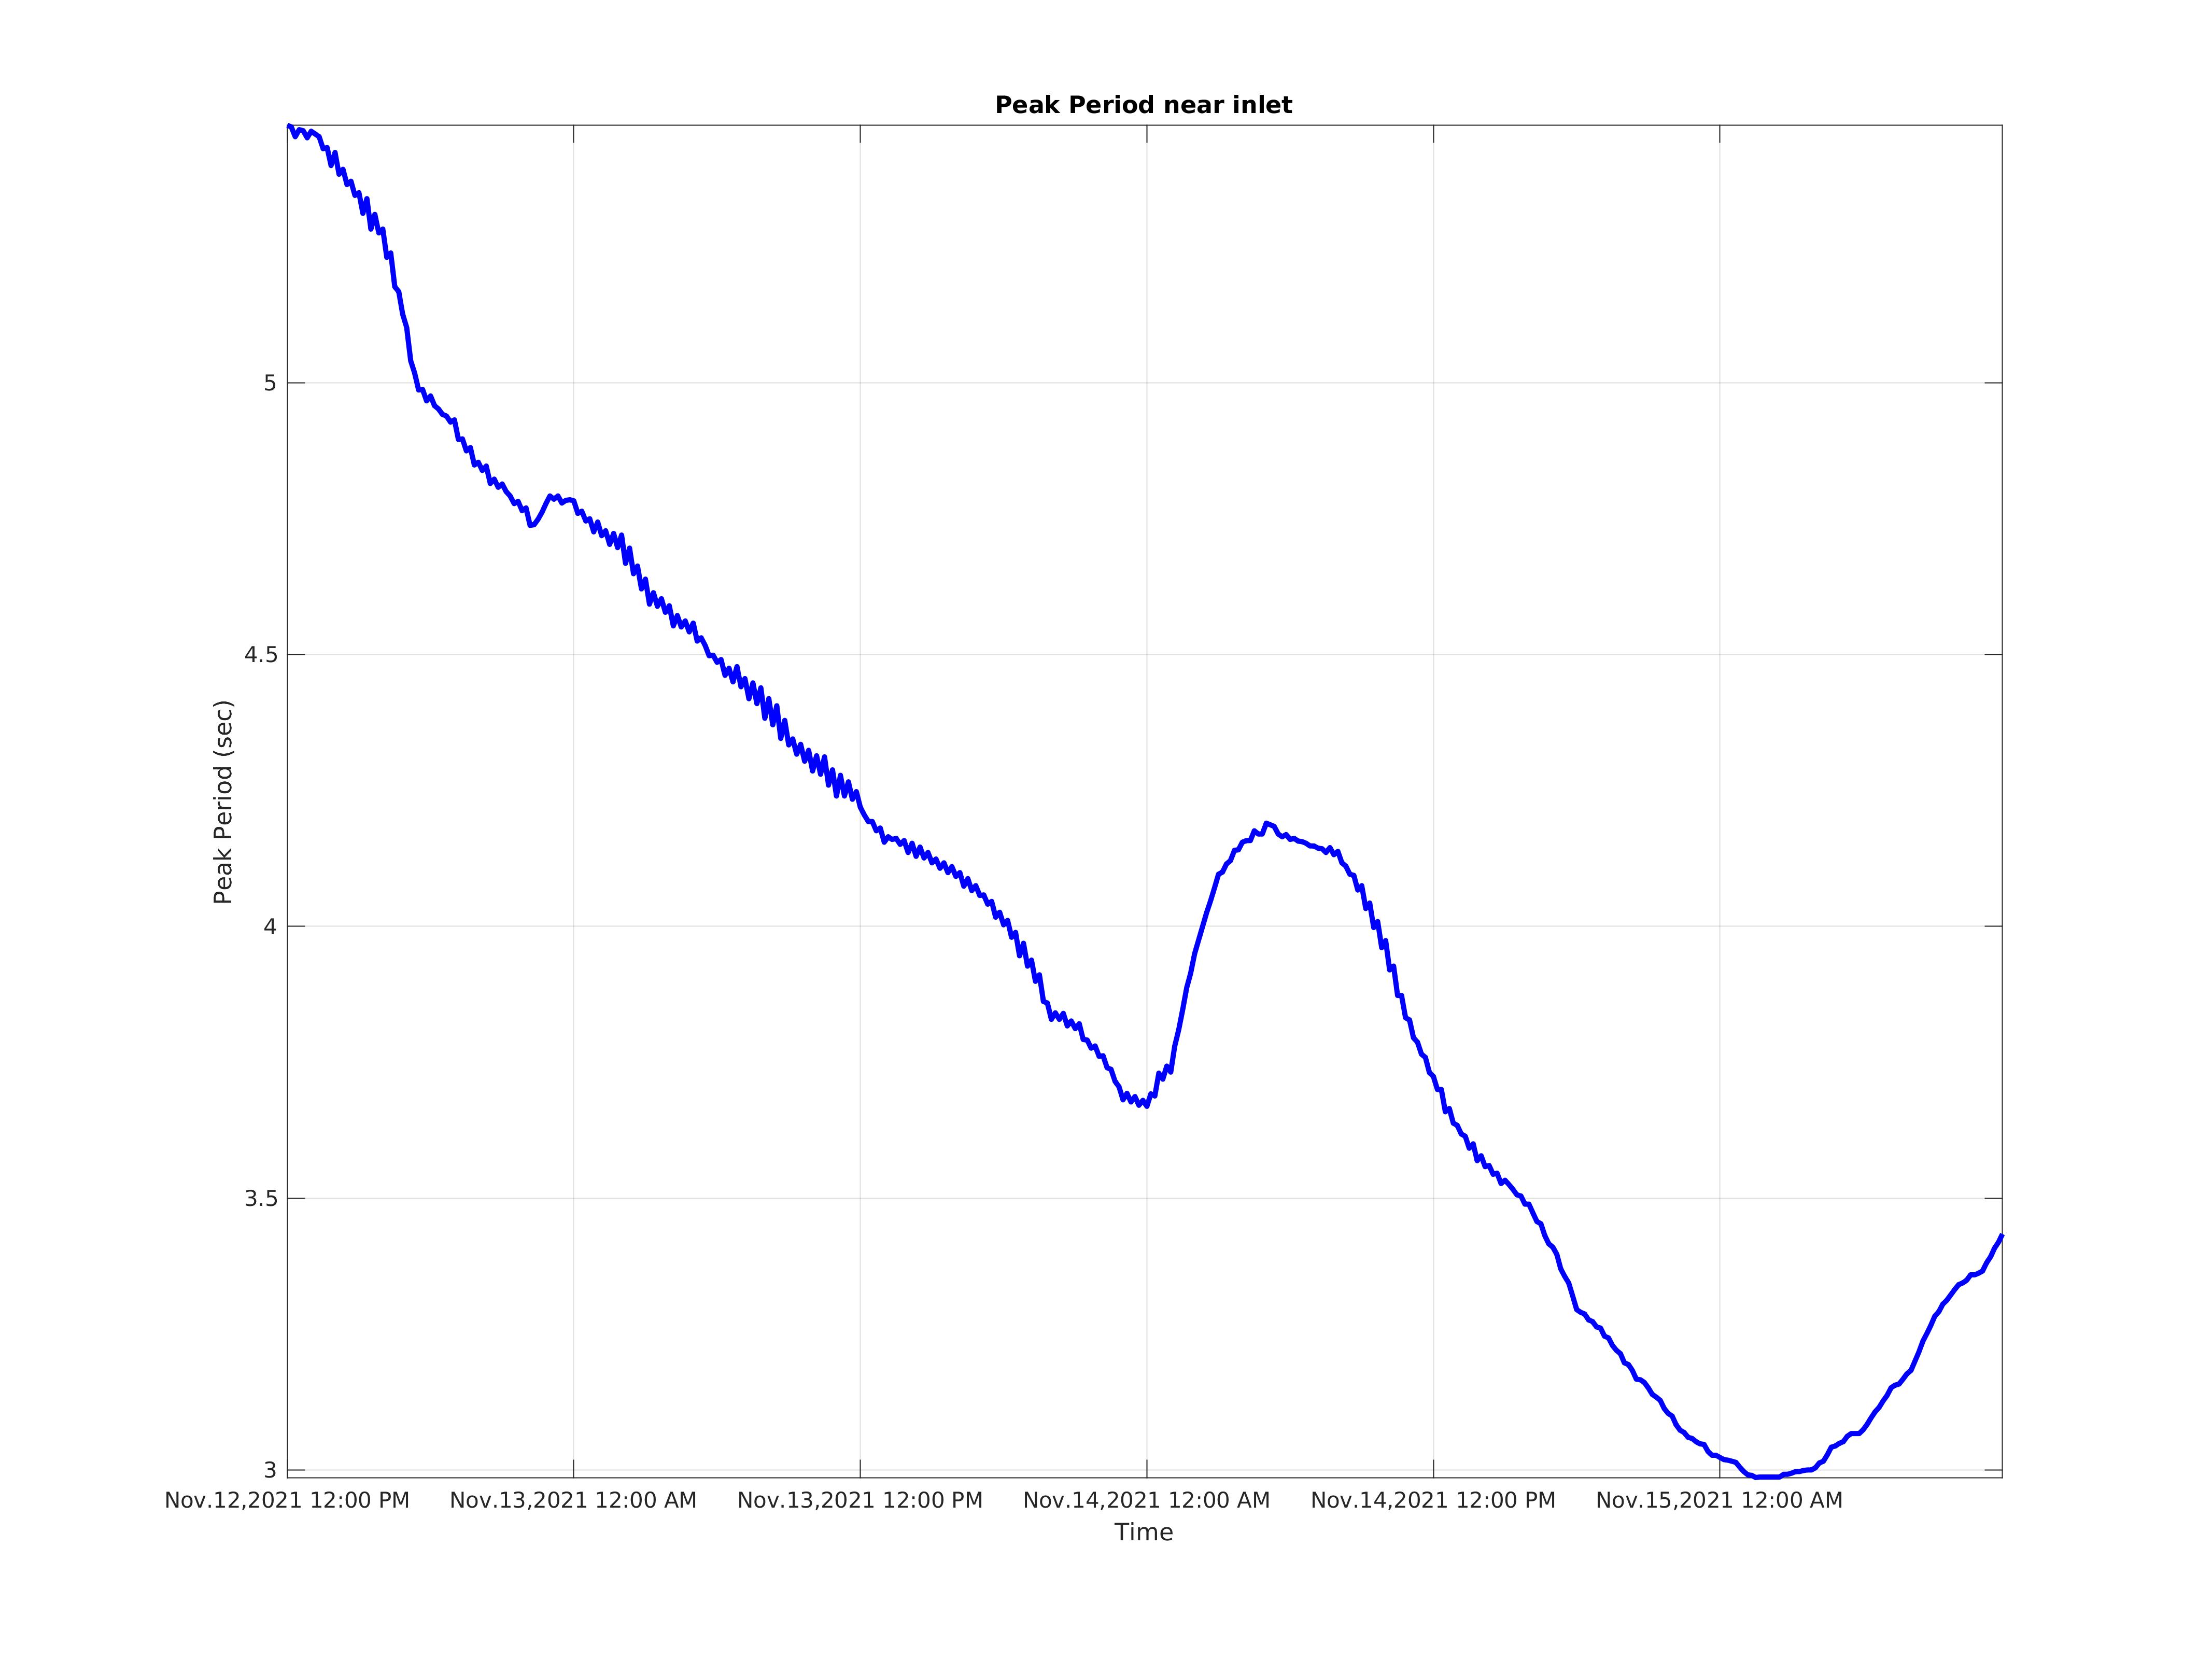 Peak Period near inlet
Peak Period (sec)
5
4.5
4
3.5
3
Nov.12,2021 12:00 PM Nov.13,2021 12:00 AM Nov.13,2021 12:00 PM Nov.14,2021 12:00 AM Nov.14,2021 12:00 PM Nov.15,2021 12:00 AM
Time